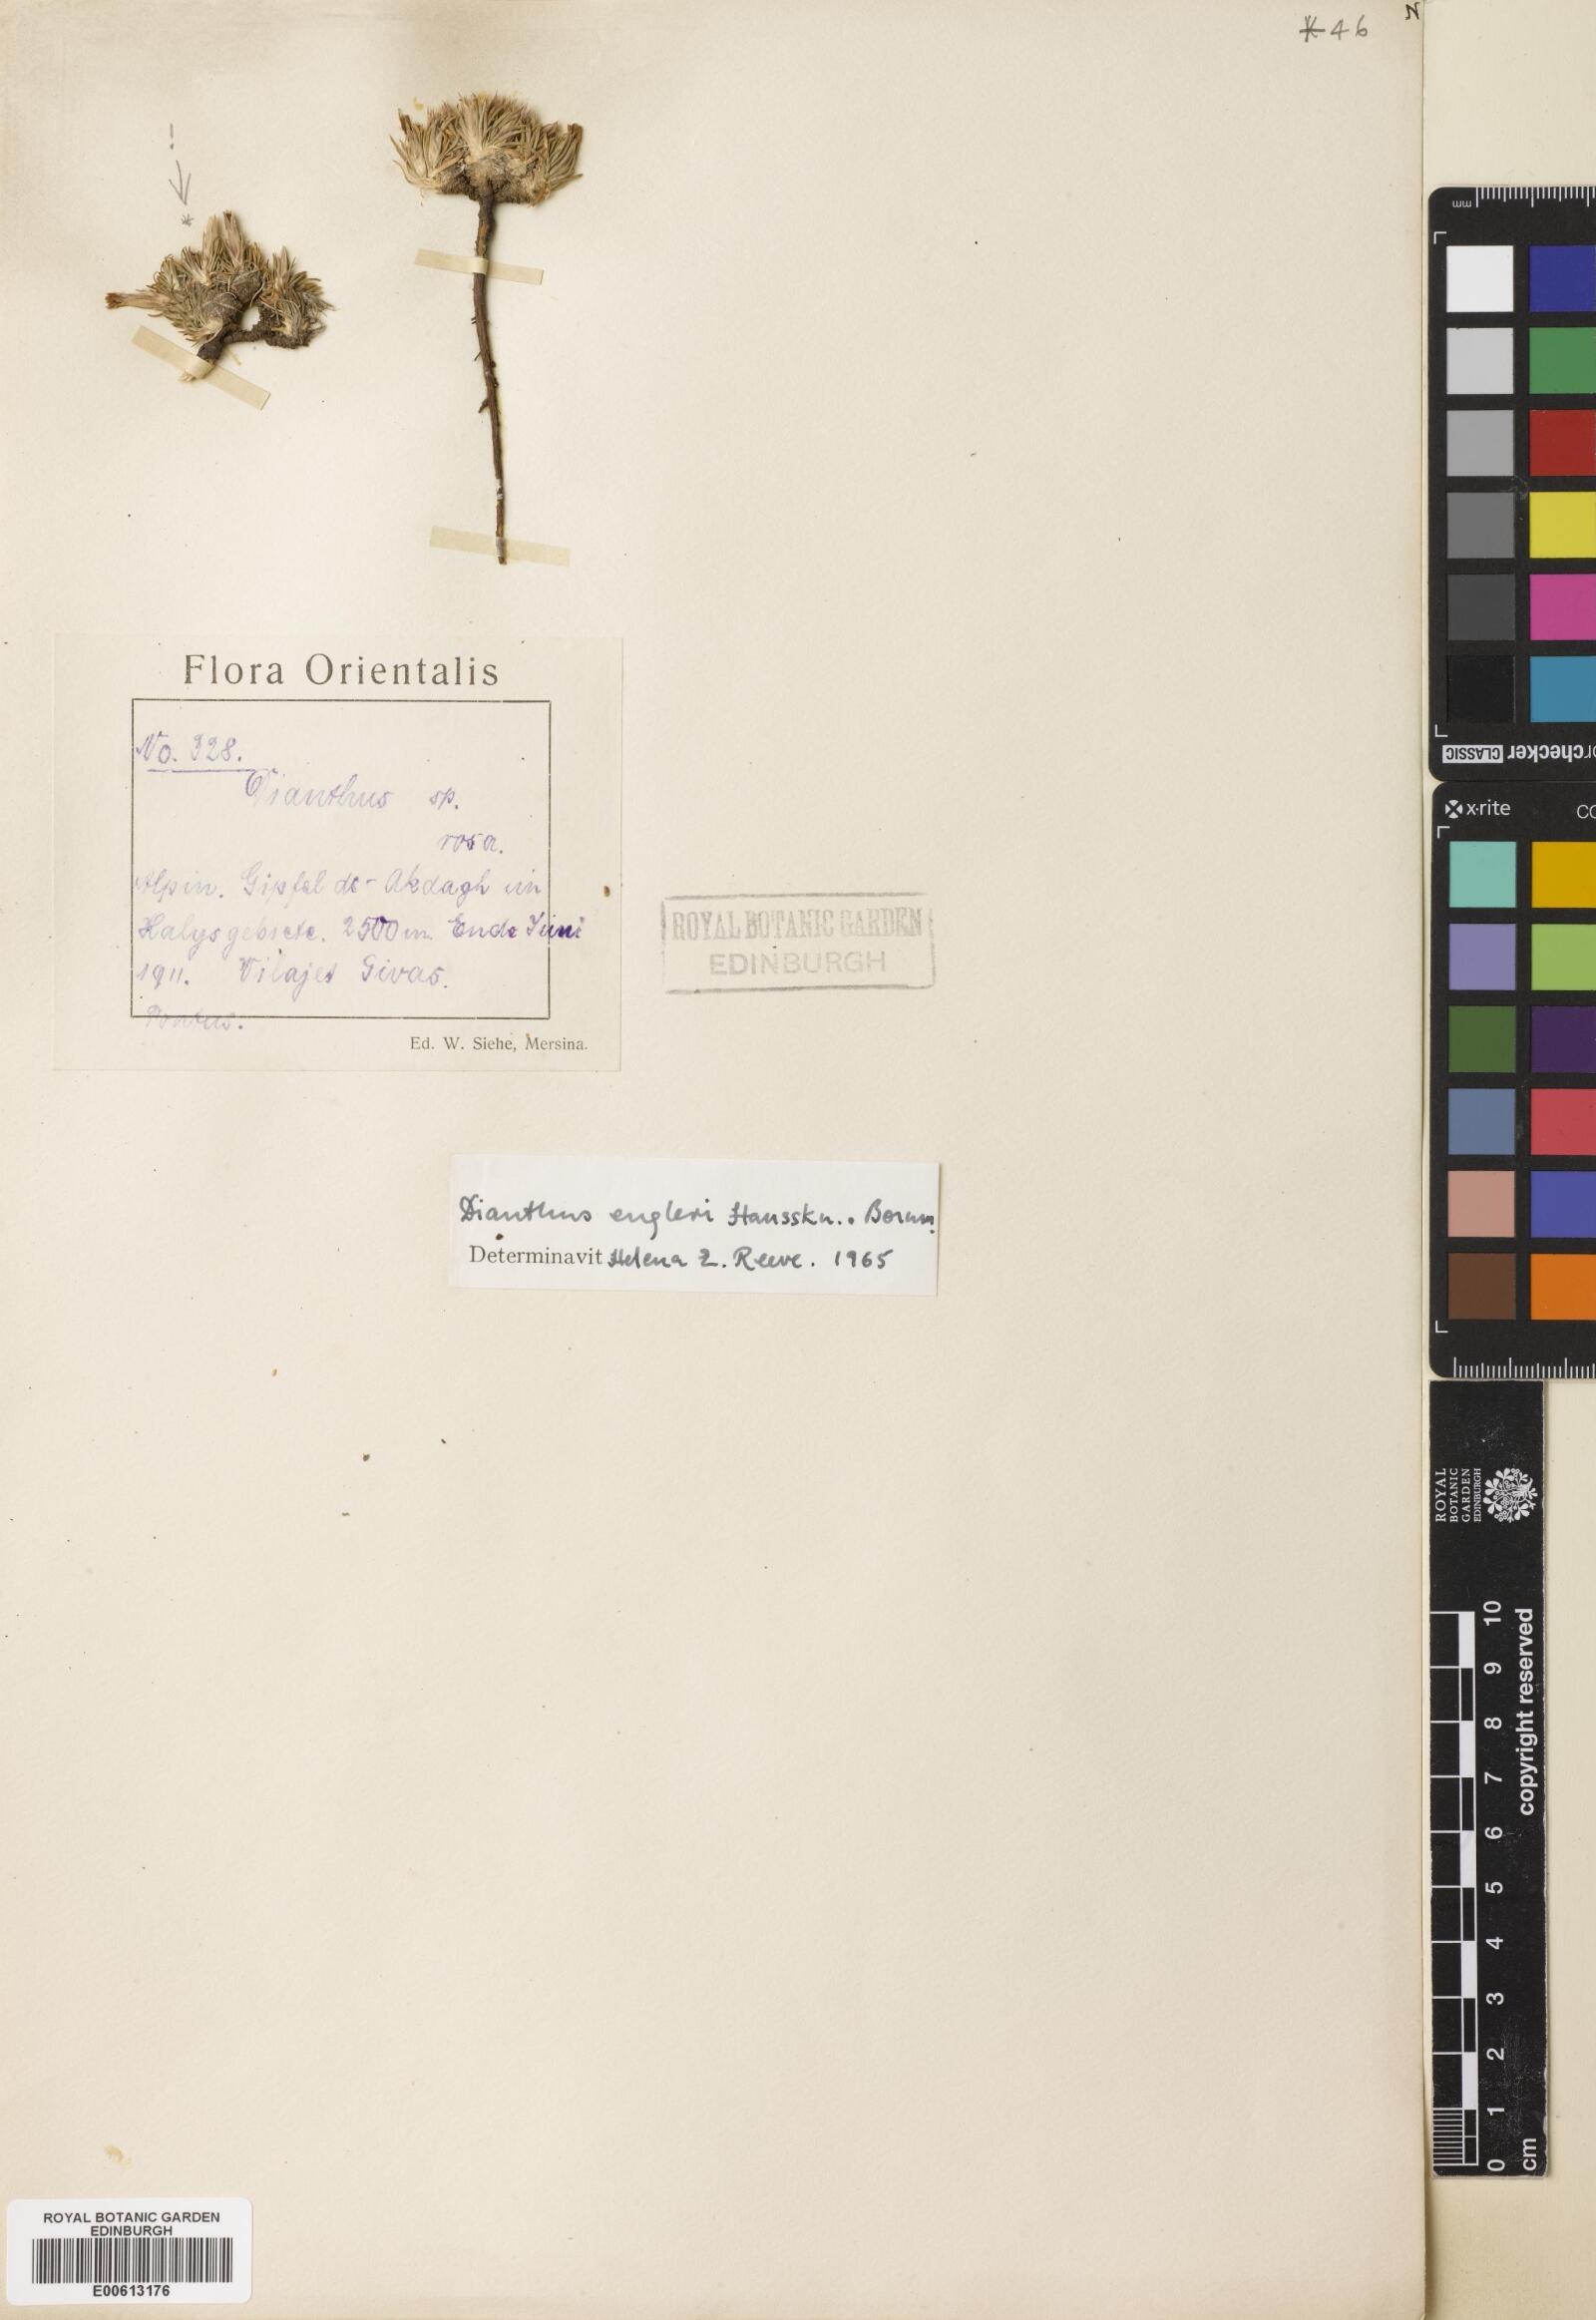 K 46
N
!
*
Flora Orientalis
No. 328.
Dianthus sp.
rosa.
Alpin. Gipfel de- Akdagh im
Halysgebiete. 2500 m Ende Juni
1911. Vilajet Sivas.
Pontus.
Ed. W. Siehe, Mersina.
ROYAL BOTANIC GARDEN
EDINBURGH
Dianthus engleri Hausskn. . Bornm.
Determinavit Helena Z. Reeve. 1965
ROYAL BOTANIC GARDEN
EDINBURGH
E00613176
mm
colorchecker CLASSIC
x-rite
ROYAL
BOTANIC
GARDEN
EDINBURGH
0 1 2 3 4 5 6 7 8 9 10
cm
copyright reserved